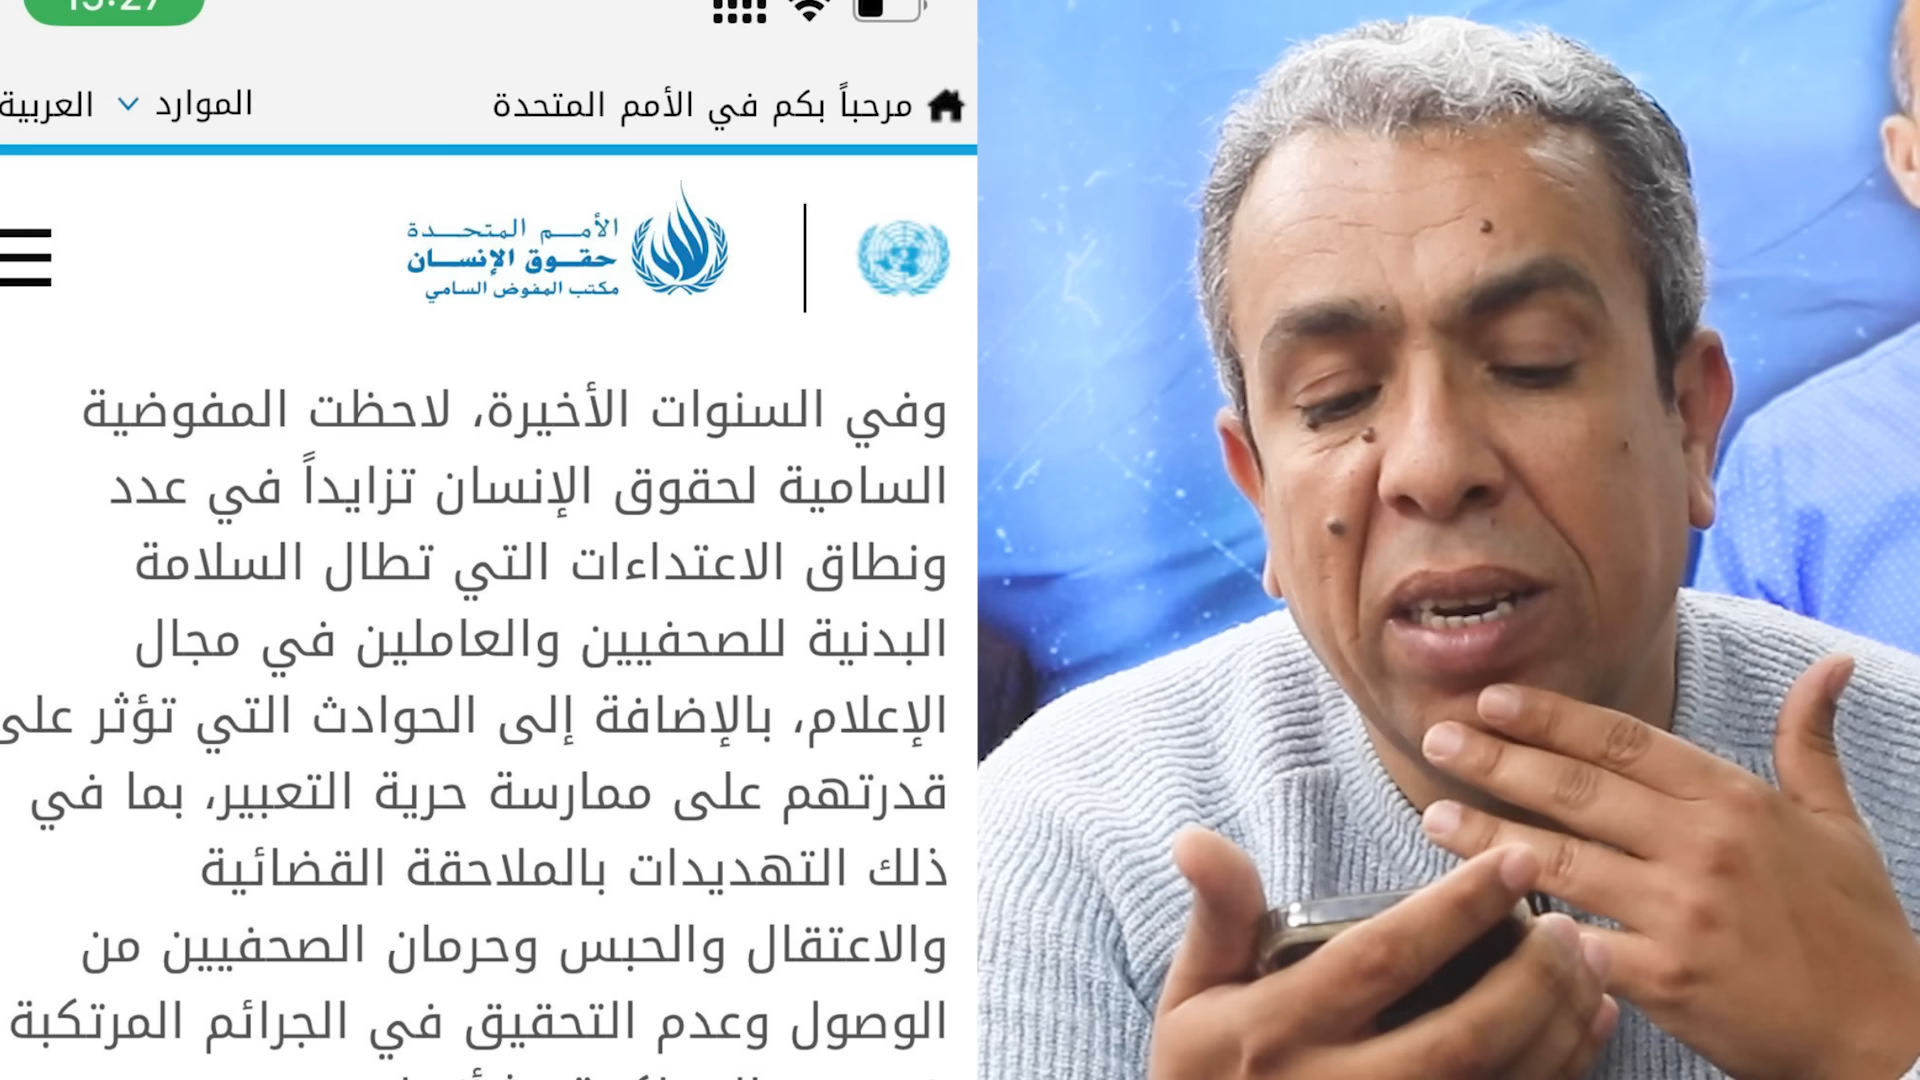 15:27
مرحباً بكم في الأمم المتحدة
الموارد
العربية
الأمم المتحدة
حقوق الإنسان
مكتب المفوض السامي
وفي السنوات الأخيرة، لاحظت المفوضية
السامية لحقوق الإنسان تزايداً في عدد
ونطاق الاعتداءات التي تطال السلامة
البدنية للصحفيين والعاملين في مجال
الإعلام، بالإضافة إلى الحوادث التي تؤثر على
قدرتهم على ممارسة حرية التعبير، بما في
ذلك التهديدات بالملاحقة القضائية
والاعتقال والحبس وحرمان الصحفيين من
الوصول وعدم التحقيق في الجرائم المرتكبة